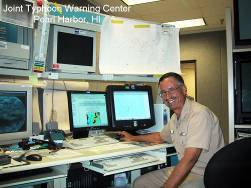 Joint Typhoon Warning Center
Pearl Harbor, HI